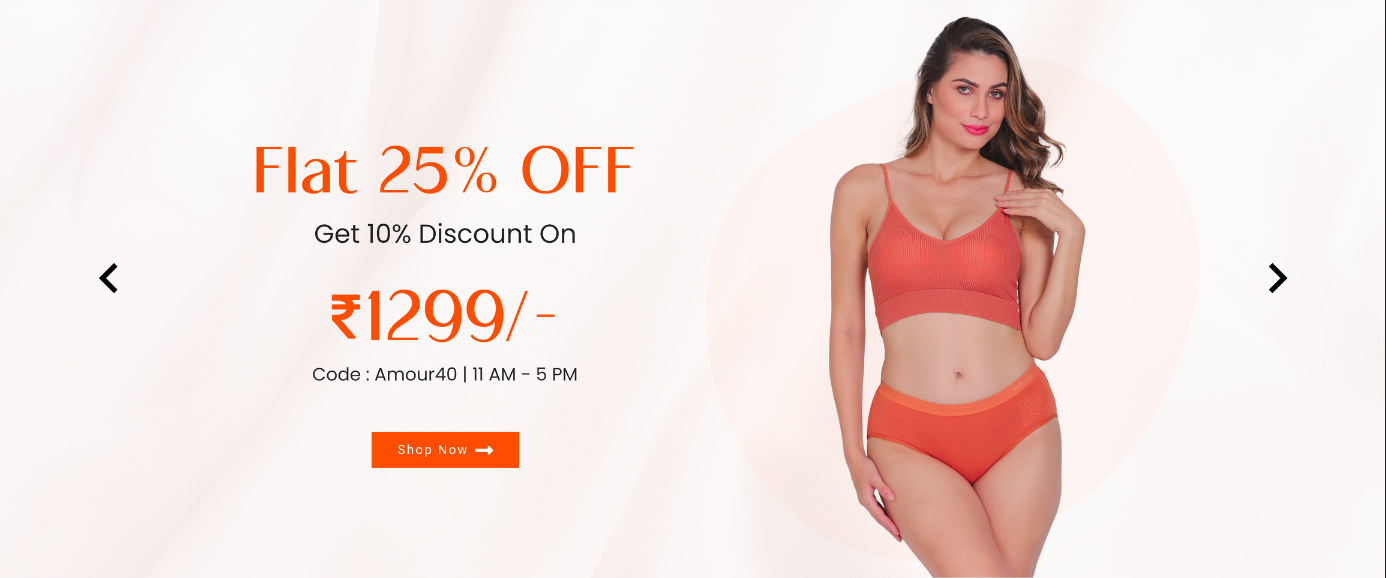 Flat 25% OFF
Get 10% Discount On
₹1299/-
Code : Amour40 | 11 AM - 5 PM
Shop Now